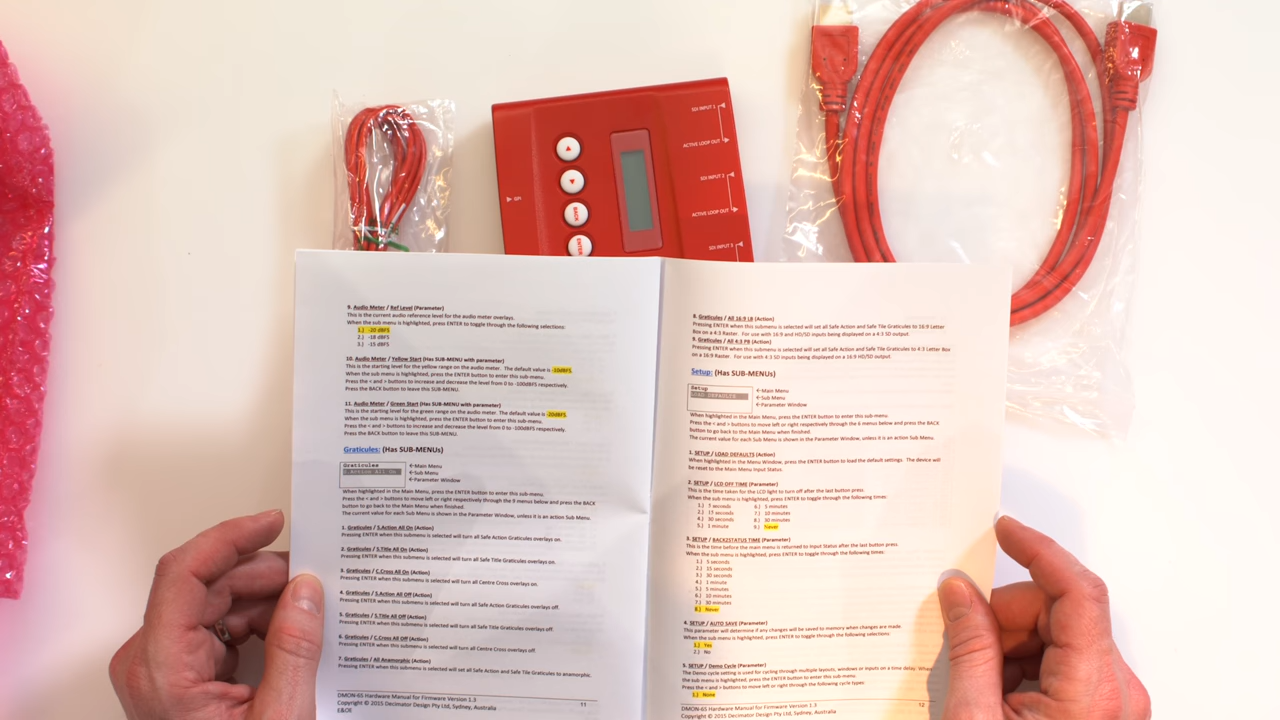 SDI INPUT 1
ACTIVE LOOP OUT
SDI INPUT 2
ACTIVE LOOP OUT
SDI INPUT 3
GPI
BACK
ENTER
9. Audio Meter / Ref Level (Parameter)
This is the current audio reference level for the audio meter overlays.
When the sub menu is highlighted, press ENTER to toggle through the following selections:
1.) -20 dBFS
2.) -18 dBFS
3.) -15 dBFS
10. Audio Meter / Yellow Start (Has SUB-MENU with parameter)
This is the starting level for the yellow range on the audio meter. The default value is -10dBFS.
When the sub menu is highlighted, press the ENTER button to enter this sub-menu.
Press the < and > buttons to increase and decrease the level from 0 to -100dBFS respectively.
Press the BACK button to leave this SUB-MENU.
11. Audio Meter / Green Start (Has SUB-MENU with parameter)
This is the starting level for the green range on the audio meter. The default value is -20dBFS.
When the sub menu is highlighted, press the ENTER button to enter this sub-menu.
Press the < and > buttons to increase and decrease the level from 0 to -100dBFS respectively.
Press the BACK button to leave this SUB-MENU.
Graticules: (Has SUB-MENUs)
Graticules
S.Action All On
←Main Menu
←Sub Menu
←Parameter Window
When highlighted in the Main Menu, press the ENTER button to enter this sub-menu.
Press the < and > buttons to move left or right respectively through the 9 menus below and press the BACK
button to go back to the Main Menu when finished.
The current value for each Sub Menu is shown in the Parameter Window, unless it is an action Sub Menu.
1. Graticules / S.Action All On (Action)
Pressing ENTER when this submenu is selected will turn all Safe Action Graticules overlays on.
2. Graticules / S.Title All On (Action)
Pressing ENTER when this submenu is selected will turn all Safe Title Graticules overlays on.
3. Graticules / C.Cross All On (Action)
Pressing ENTER when this submenu is selected will turn all Centre Cross overlays on.
4. Graticules / S.Action All Off (Action)
Pressing ENTER when this submenu is selected will turn all Safe Action Graticules overlays off.
5. Graticules / S.Title All Off (Action)
Pressing ENTER when this submenu is selected will turn all Safe Title Graticules overlays off.
6. Graticules / C.Cross All Off (Action)
Pressing ENTER when this submenu is selected will turn all Centre Cross overlays off.
7. Graticules / All Anamorphic (Action)
Pressing ENTER when this submenu is selected will set all Safe Action and Safe Tile Graticules to anamorphic.
DMON-6S Hardware Manual for Firmware Version 1.3
Copyright © 2015 Decimator Design Pty Ltd, Sydney, Australia
E&OE
11
8. Graticules / All 16:9 LB (Action)
Pressing ENTER when this submenu is selected will set all Safe Action and Safe Tile Graticules to 16:9 Letter
Box on a 4:3 Raster. For use with 16:9 and HD/SD inputs being displayed on a 4:3 SD output.
9. Graticules / All 4:3 PB (Action)
Pressing ENTER when this submenu is selected will set all Safe Action and Safe Tile Graticules to 4:3 Letter Box
on a 16:9 Raster. For use with 4:3 SD inputs being displayed on a 16:9 HD/SD output.
Setup: (Has SUB-MENUs)
Setup
LOAD DEFAULTS
←Main Menu
←Sub Menu
←Parameter Window
When highlighted in the Main Menu, press the ENTER button to enter this sub-menu.
Press the < and > buttons to move left or right respectively through the 6 menus below and press the BACK
button to go back to the Main Menu when finished.
The current value for each Sub Menu is shown in the Parameter Window, unless it is an action Sub Menu.
1. SETUP / LOAD DEFAULTS (Action)
When highlighted in the Menu Window, press the ENTER button to load the default settings. The device will
be reset to the Main Menu Input Status.
2. SETUP / LCD OFF TIME (Parameter)
This is the time taken for the LCD light to turn off after the last button press.
When the sub menu is highlighted, press ENTER to toggle through the following times:
1.) 5 seconds 6.) 5 minutes
2.) 15 seconds 7.) 10 minutes
4.) 30 seconds 8.) 30 minutes
5.) 1 minute 9.) Never
3. SETUP / BACK2STATUS TIME (Parameter)
This is the time before the main menu is returned to Input Status after the last button press.
When the sub menu is highlighted, press ENTER to toggle through the following times:
1.) 5 seconds
2.) 15 seconds
3.) 30 seconds
4.) 1 minute
5.) 5 minutes
6.) 10 minutes
7.) 30 minutes
8.) Never
4. SETUP / AUTO SAVE (Parameter)
This parameter will determine if any changes will be saved to memory when changes are made.
When the sub menu is highlighted, press ENTER to toggle through the following selections:
1.) Yes
2.) No
5. SETUP / Demo Cycle (Parameter)
The Demo cycle setting is used for cycling through multiple layouts, windows or inputs on a time delay. When
the sub menu is highlighted, press the ENTER button to enter this sub-menu.
Press the < and > buttons to move left or right through the following cycle types:
1.) None
DMON-6S Hardware Manual for Firmware Version 1.3
Copyright © 2015 Decimator Design Pty Ltd, Sydney, Australia
12